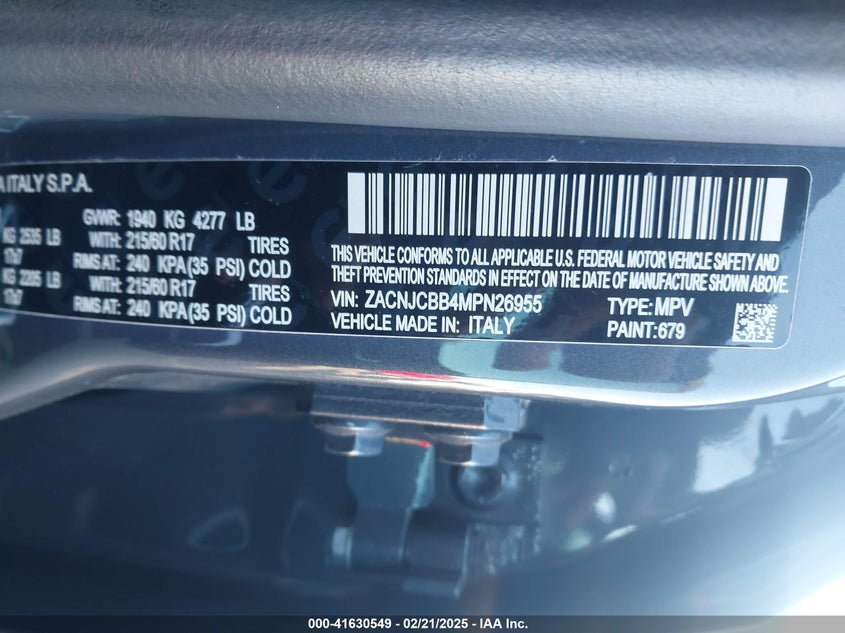 A ITALY S.P.A.
GVWR: 1940 KG 4277 LB
KG 2535 LB WITH: 215/60 R17 TIRES
17x7 RIMS AT: 240 KPA(35 PSI) COLD
KG 2205 LB WITH: 215/60 R17 TIRES
17x7 RIMS AT: 240 KPA(35 PSI) COLD
THIS VEHICLE CONFORMS TO ALL APPLICABLE U.S. FEDERAL MOTOR VEHICLE SAFETY AND
THEFT PREVENTION STANDARDS IN EFFECT ON THE DATE OF MANUFACTURE SHOWN ABOVE.
VIN: ZACNJCBB4MPN26955 TYPE: MPV
VEHICLE MADE IN: ITALY PAINT:679
000-41630549 - 02/21/2025 - IAA Inc.